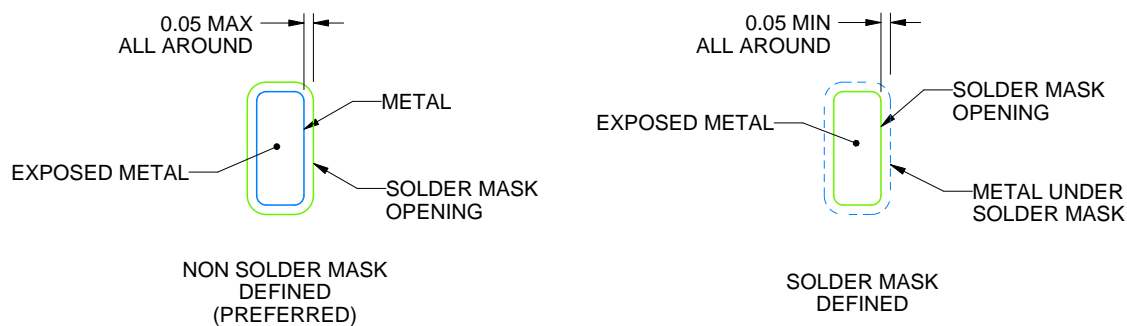 0.05 MAX
ALL AROUND
METAL
EXPOSED METAL
SOLDER MASK
OPENING
NON SOLDER MASK
DEFINED
(PREFERRED)
0.05 MIN
ALL AROUND
SOLDER MASK
OPENING
EXPOSED METAL
METAL UNDER
SOLDER MASK
SOLDER MASK
DEFINED